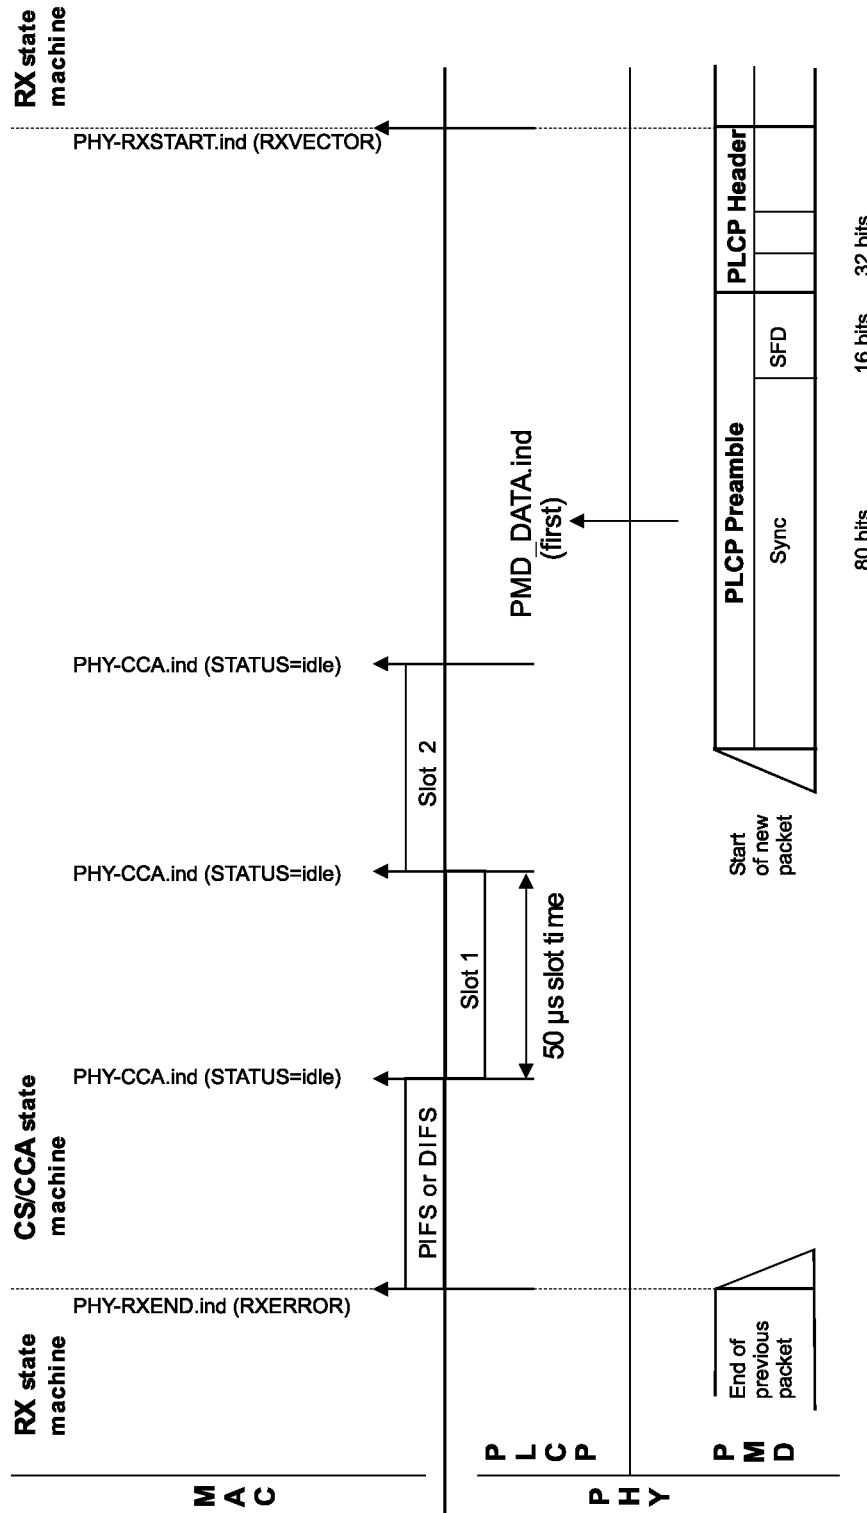 RX state
machine
PHY-RXSTART.ind (RXVECTOR)
PLCP Header
32 bits
SFD
16 bits
PMD_DATA.ind
(first)
PLCP Preamble
Sync
80 bits
PHY-CCA.ind (STATUS=idle)
Slot 2
Start
of new
packet
PHY-CCA.ind (STATUS=idle)
Slot 1
50 µs slot time
PHY-CCA.ind (STATUS=idle)
CS/CCA state
machine
PIFS or DIFS
PHY-RXEND.ind (RXERROR)
RX state
machine
End of
previous
packet
MAC
PLCP
PHY
PMD